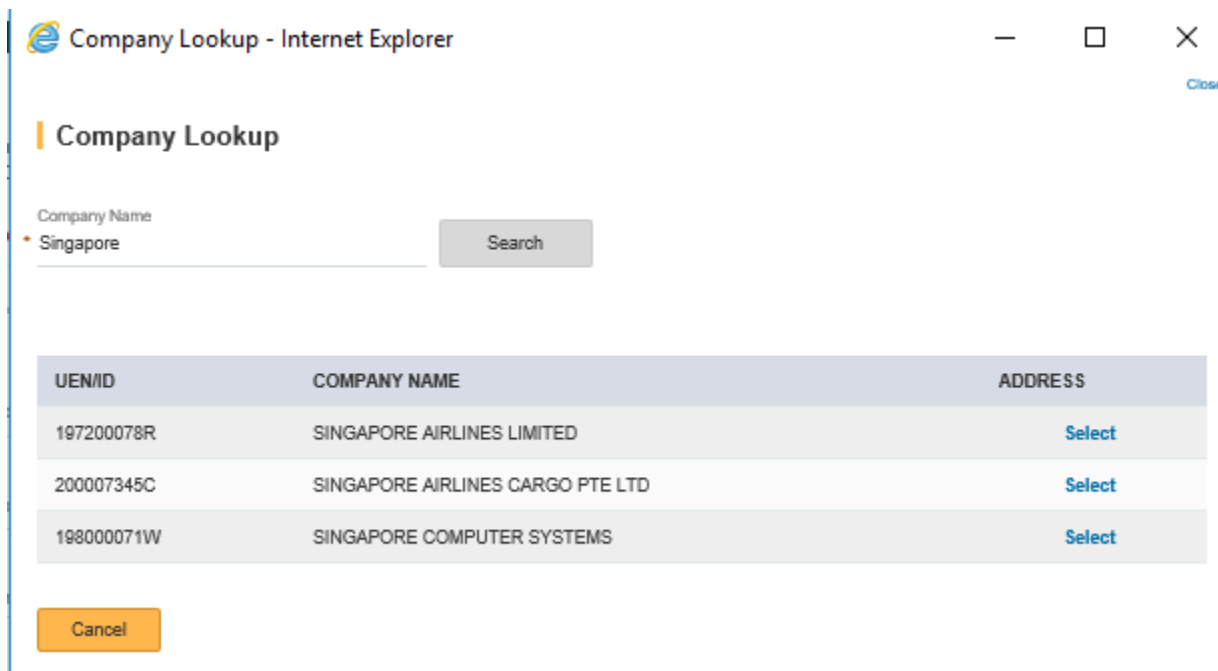 Company Lookup - Internet Explorer
Close
Company Lookup
Company Name
* Singapore Search
UEN/ID COMPANY NAME ADDRESS
197200078R SINGAPORE AIRLINES LIMITED Select
200007345C SINGAPORE AIRLINES CARGO PTE LTD Select
198000071W SINGAPORE COMPUTER SYSTEMS Select
Cancel